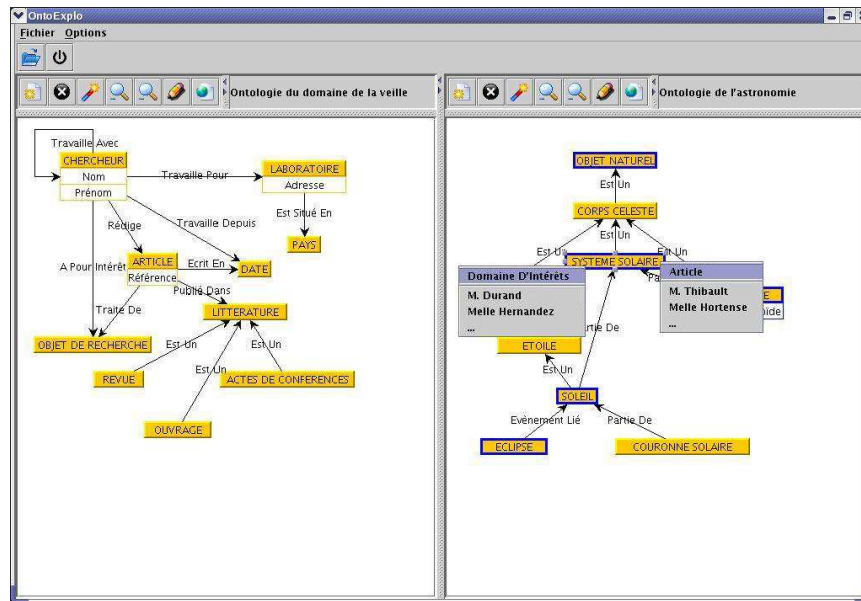 OntoExplo
Fichier Options
Ontologie du domaine de la veille
Travaille Avec
CHERCHEUR
Nom
Prénom
Travaille Pour
LABORATOIRE
Adresse
Est Situé En
PAYS
Rédige
Travaille Depuis
A Pour Intérêt
ARTICLE
Référence
Ecrit En
DATE
Publié Dans
Traite De
LITTERATURE
OBJET DE RECHERCHE
Est Un
Est Un
Est Un
REVUE
ACTES DE CONFERENCES
OUVRAGE
Ontologie de l'astronomie
OBJET NATUREL
Est Un
CORPS CELESTE
Est Un
Est Un
Est Un
SYSTEME SOLAIRE
Domaine D'Intérêts
M. Durand
Melle Hernandez
...
Article
M. Thibault
Melle Hortense
...
ETOILE
Est Un
SOLEIL
Evènement Lié
Partie De
ECLIPSE
COURONNE SOLAIRE